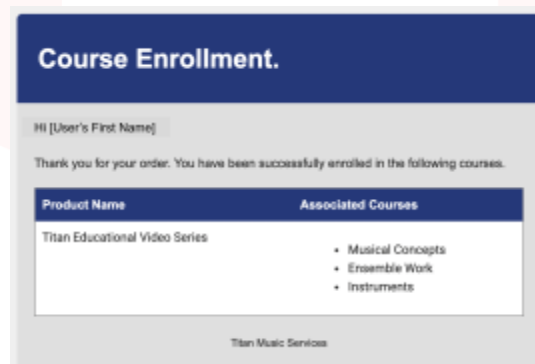 Course Enrollment.
Hi [User's First Name]
Thank you for your order. You have been successfully enrolled in the following courses.
Product Name Associated Courses
Titan Educational Video Series
• Musical Concepts
• Ensemble Work
• Instruments
Titan Music Services